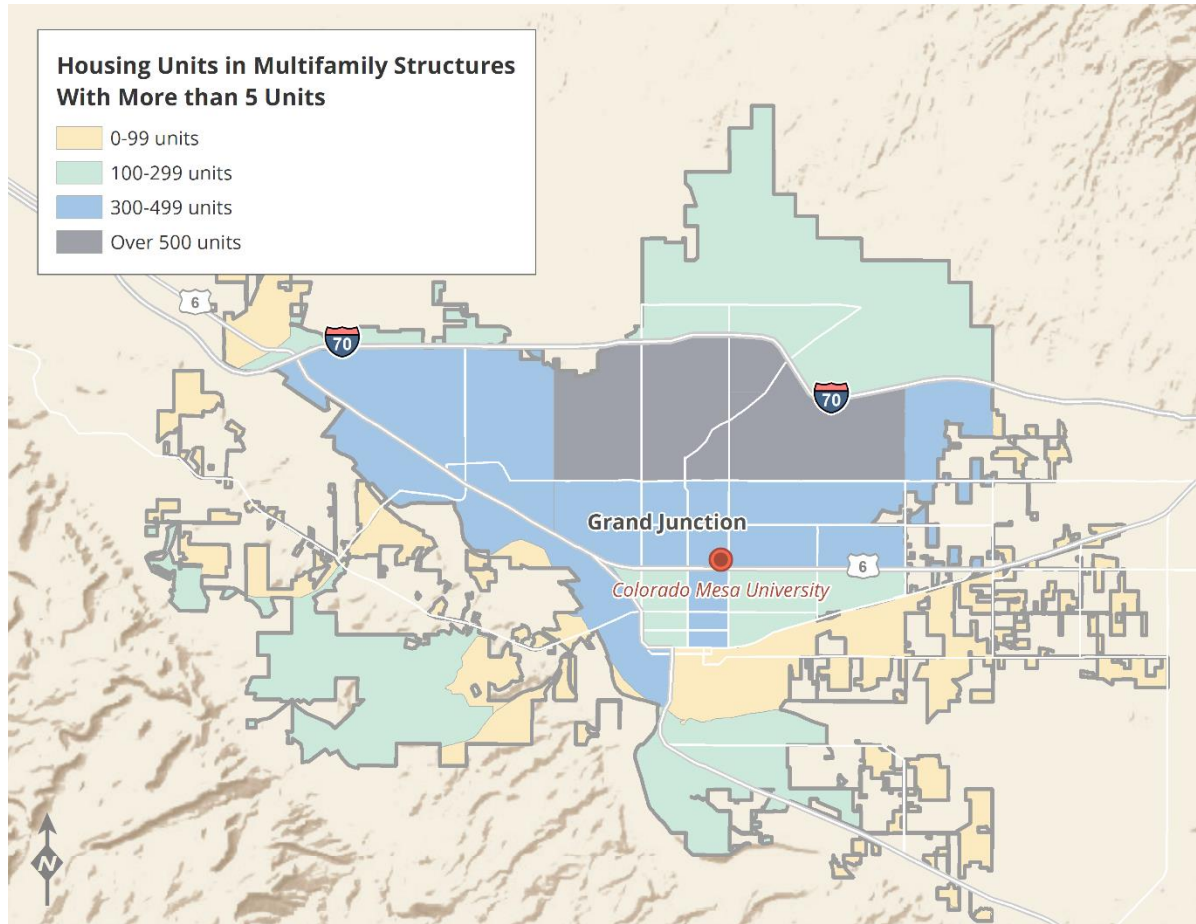 Housing Units in Multifamily Structures
With More than 5 Units
0-99 units
100-299 units
300-499 units
Over 500 units
6
70
70
Grand Junction
6
Colorado Mesa University
N